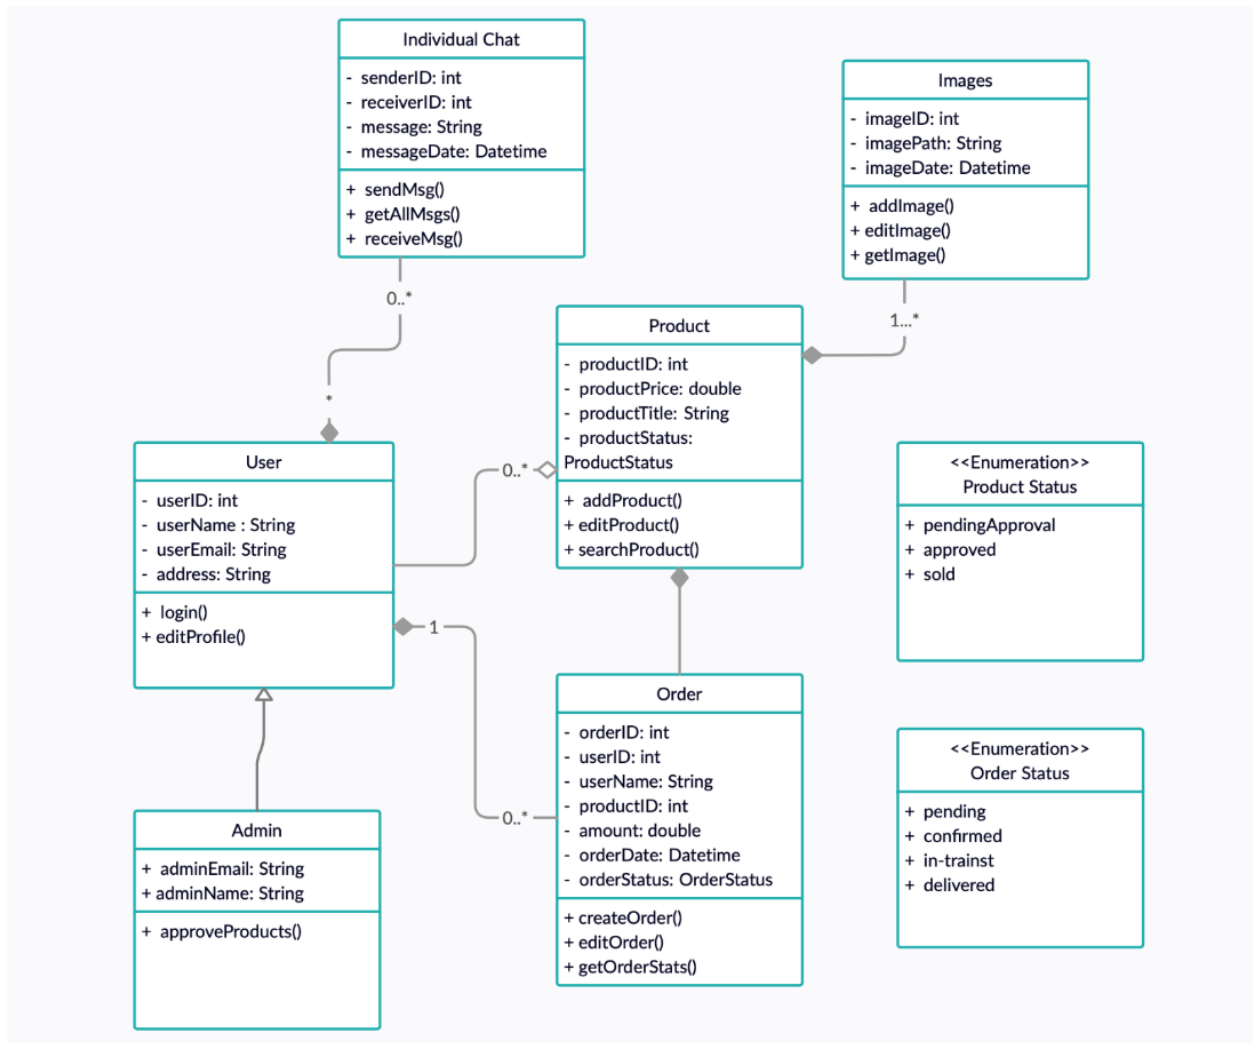 Individual Chat
- senderID: int
- receiverID: int
- message: String
- messageDate: Datetime
+ sendMsg()
+ getAllMsgs()
+ receiveMsg()
0..*
*
Images
- imageID: int
- imagePath: String
- imageDate: Datetime
+ addImage()
+ editImage()
+ getImage()
1...*
Product
- productID: int
- productPrice: double
- productTitle: String
- productStatus:
ProductStatus
+ addProduct()
+ editProduct()
+ searchProduct()
User
- userID: int
- userName : String
- userEmail: String
- address: String
+ login()
+ editProfile()
0..*
1
0..*
<<Enumeration>>
Product Status
+ pendingApproval
+ approved
+ sold
Order
- orderID: int
- userID: int
- userName: String
- productID: int
- amount: double
- orderDate: Datetime
- orderStatus: OrderStatus
+ createOrder()
+ editOrder()
+ getOrderStats()
<<Enumeration>>
Order Status
+ pending
+ confirmed
+ in-trainst
+ delivered
Admin
+ adminEmail: String
+ adminName: String
+ approveProducts()